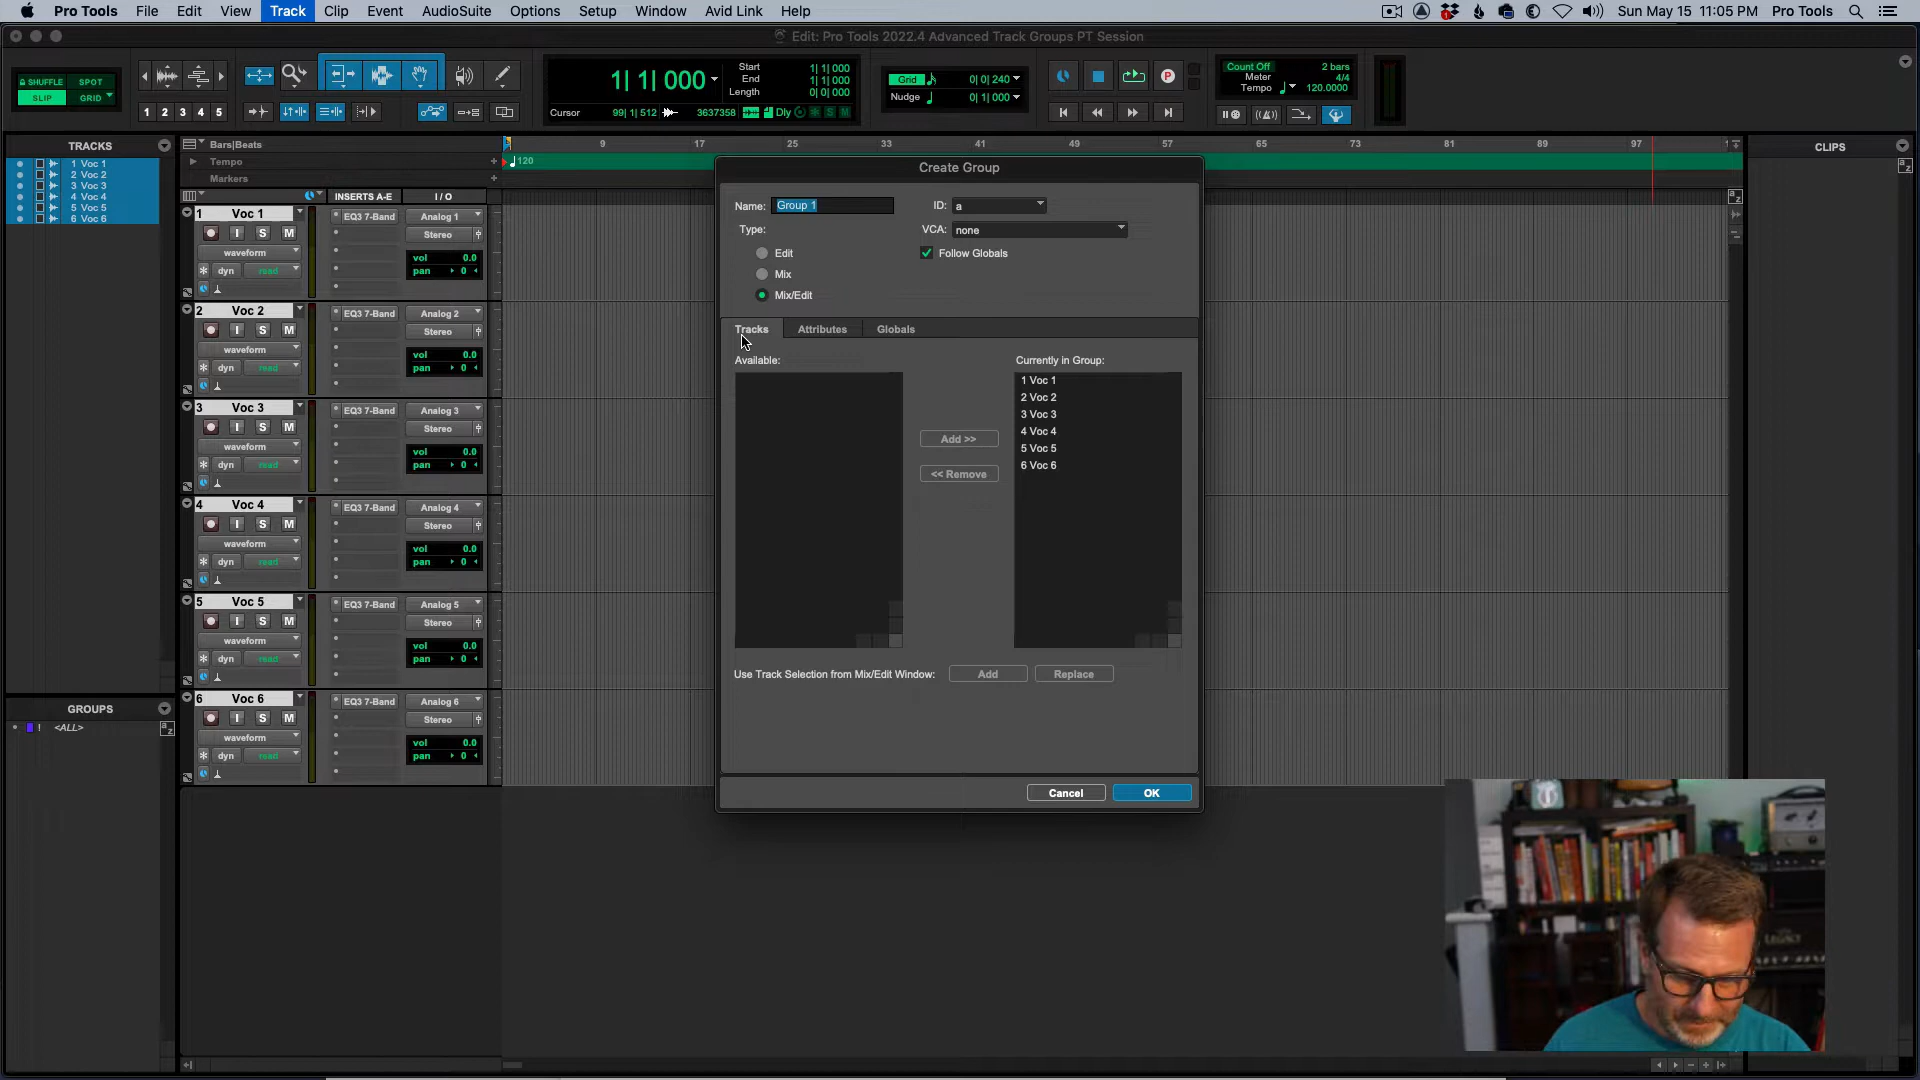 Pro Tools File Edit View Track Clip Event AudioSuite Options Setup Window Avid Link Help Sun May 15 11:05 PM Pro Tools
Edit: Pro Tools 2022.4 Advanced Track Groups PT Session
SHUFFLE SPOT
SLIP GRID
1 2 3 4 5
1| 1| 000
Start 1| 1| 000
End 1| 1| 000
Length 0| 0| 000
Cursor 99| 1| 512 3637358 Dly S M
Grid 0| 0| 240
Nudge 0| 1| 000
P
Count Off 2 bars
Meter 4/4
Tempo 120.0000
TRACKS
1 Voc 1
2 Voc 2
3 Voc 3
4 Voc 4
5 Voc 5
6 Voc 6
GROUPS
! <ALL>
a z
Bars|Beats 9 17 25 33 41 49 57 65 73 81 89 97
Tempo 120
Markers
INSERTS A-E I / O
1 Voc 1 EQ3 7-Band Analog 1
I S M Stereo
waveform vol 0.0
dyn read pan 0
2 Voc 2 EQ3 7-Band Analog 2
I S M Stereo
waveform vol 0.0
dyn read pan 0
3 Voc 3 EQ3 7-Band Analog 3
I S M Stereo
waveform vol 0.0
dyn read pan 0
4 Voc 4 EQ3 7-Band Analog 4
I S M Stereo
waveform vol 0.0
dyn read pan 0
5 Voc 5 EQ3 7-Band Analog 5
I S M Stereo
waveform vol 0.0
dyn read pan 0
6 Voc 6 EQ3 7-Band Analog 6
I S M Stereo
waveform vol 0.0
dyn read pan 0
Create Group
Name: Group 1 ID: a
Type: VCA: none
Edit Follow Globals
Mix
Mix/Edit
Tracks Attributes Globals
Available: Currently in Group:
1 Voc 1
2 Voc 2
3 Voc 3
4 Voc 4
5 Voc 5
6 Voc 6
Add >>
<< Remove
Use Track Selection from Mix/Edit Window: Add Replace
Cancel OK
CLIPS
a z
LEGACY